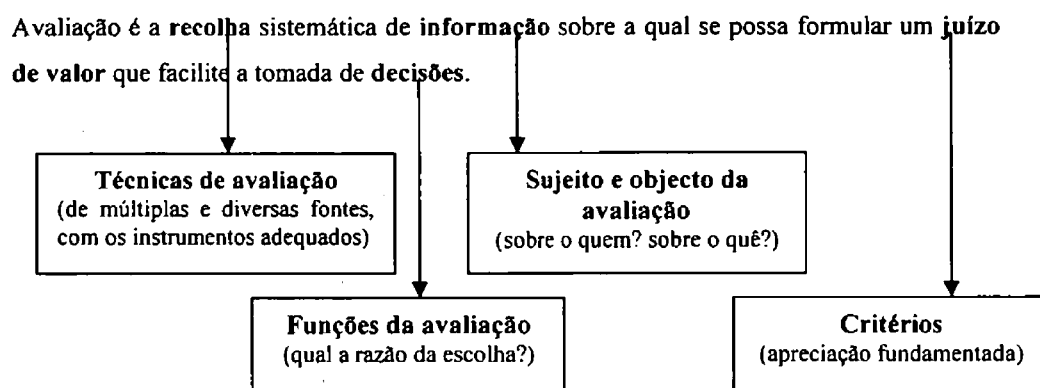 Avaliação é a recolha sistemática de informação sobre a qual se possa formular um juízo
de valor que facilite a tomada de decisões.
Técnicas de avaliação
(de múltiplas e diversas fontes,
com os instrumentos adequados)
Sujeito e objecto da
avaliação
(sobre o quem? sobre o quê?)
Funções da avaliação
(qual a razão da escolha?)
Critérios
(apreciação fundamentada)